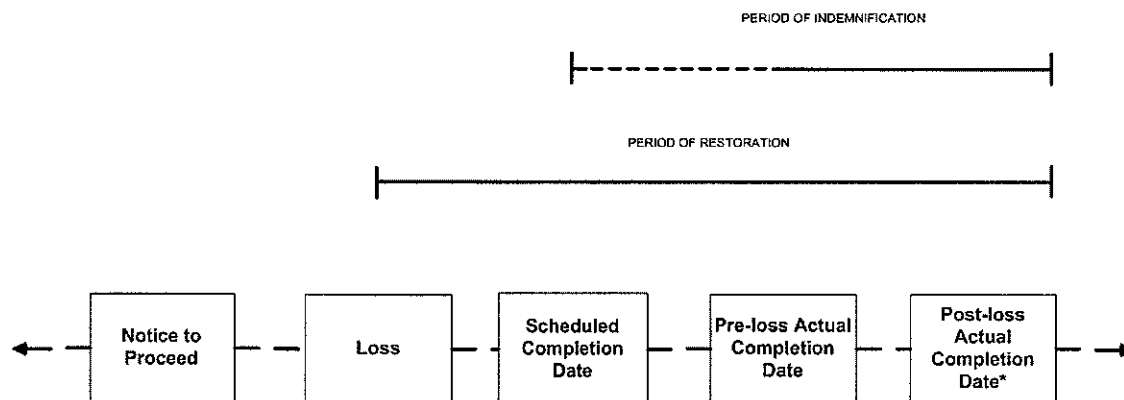 PERIOD OF INDEMNIFICATION
PERIOD OF RESTORATION
Notice to
Proceed
Loss
Scheduled
Completion
Date
Pre-loss Actual
Completion
Date
Post-loss
Actual
Completion
Date*